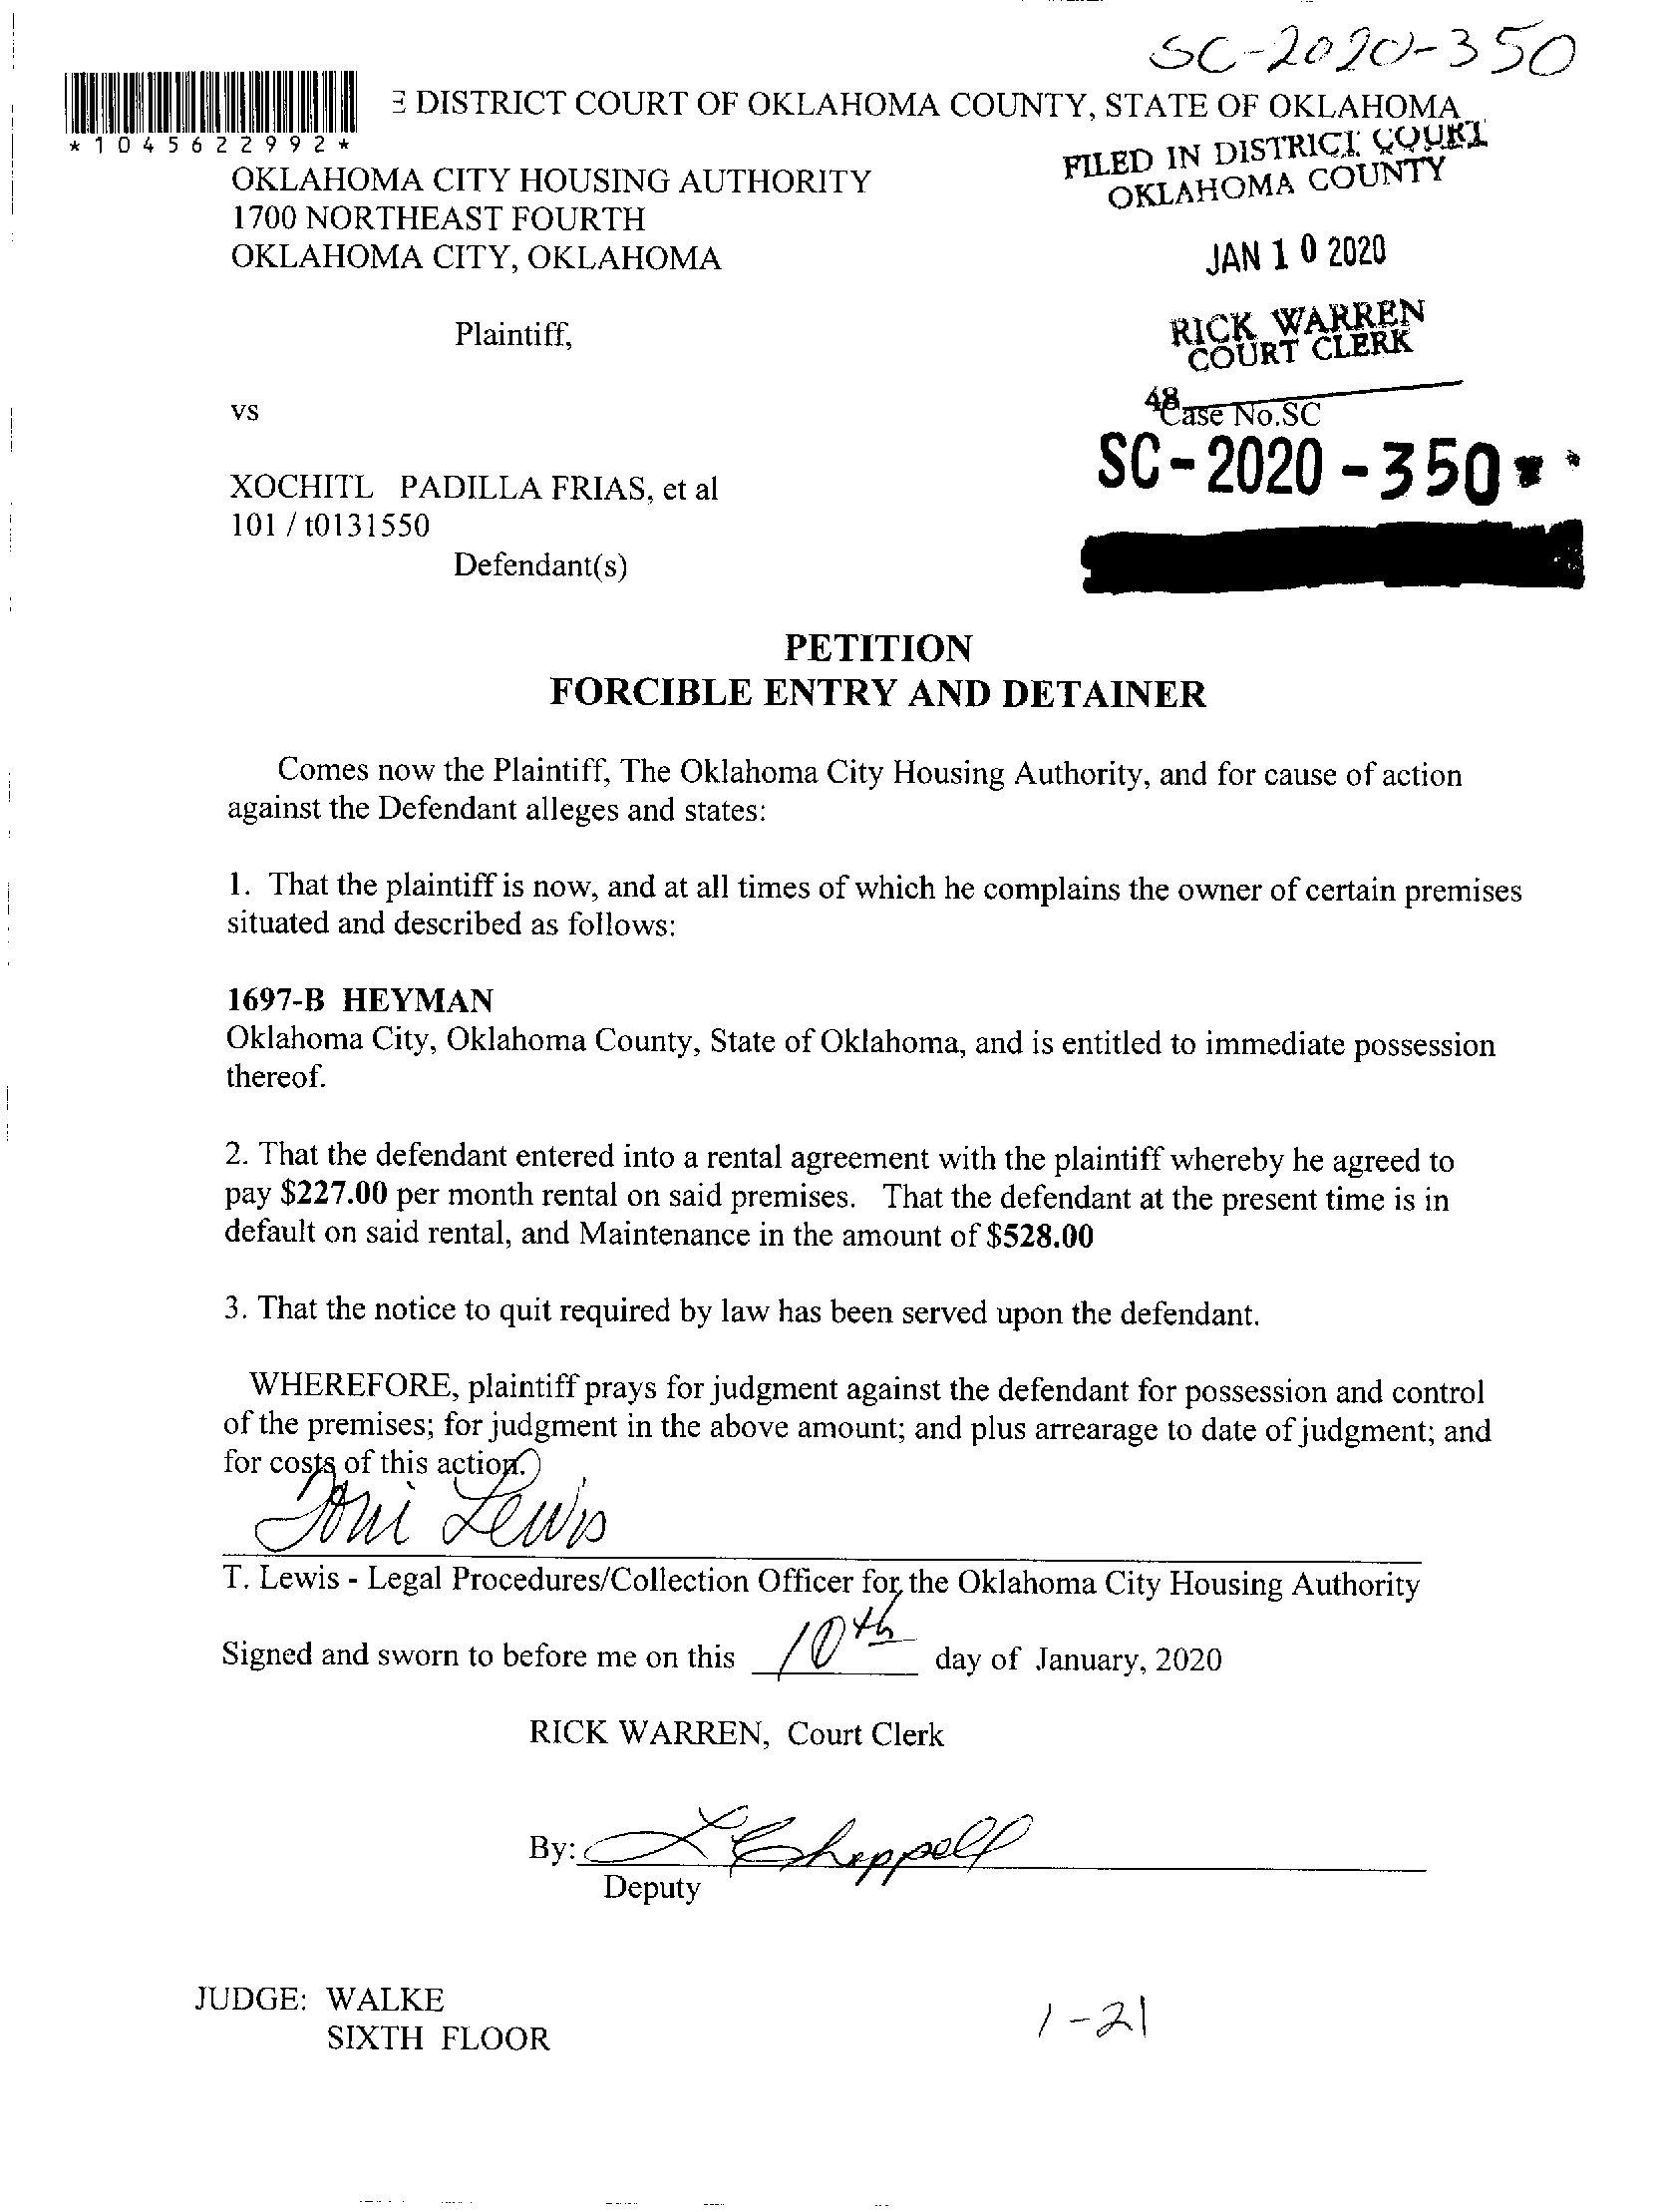 SC-2020-350
DISTRICT COURT OF OKLAHOMA COUNTY, STATE OF OKLAHOMA
*1045622992*
FILED IN DISTRICT COURT
OKLAHOMA COUNTY
OKLAHOMA CITY HOUSING AUTHORITY
1700 NORTHEAST FOURTH
OKLAHOMA CITY, OKLAHOMA
JAN 10 2020
RICK WARREN
COURT CLERK
Plaintiff,
48
vs
Case No.SC
SC-2020-350
XOCHITL PADILLA FRIAS, et al
101 / t0131550
Defendant(s)
PETITION
FORCIBLE ENTRY AND DETAINER
Comes now the Plaintiff, The Oklahoma City Housing Authority, and for cause of action
against the Defendant alleges and states:
1. That the plaintiff is now, and at all times of which he complains the owner of certain premises
situated and described as follows:
1697-B HEYMAN
Oklahoma City, Oklahoma County, State of Oklahoma, and is entitled to immediate possession
thereof.
2. That the defendant entered into a rental agreement with the plaintiff whereby he agreed to
pay $227.00 per month rental on said premises. That the defendant at the present time is in
default on said rental, and Maintenance in the amount of $528.00
3. That the notice to quit required by law has been served upon the defendant.
WHEREFORE, plaintiff prays for judgment against the defendant for possession and control
of the premises; for judgment in the above amount; and plus arrearage to date of judgment; and
for costs of this action.
Toni Lewis
T. Lewis - Legal Procedures/Collection Officer for the Oklahoma City Housing Authority
Signed and sworn to before me on this 10th day of January, 2020
RICK WARREN, Court Clerk
By: L Chappell
Deputy
JUDGE: WALKE
SIXTH FLOOR
1-21